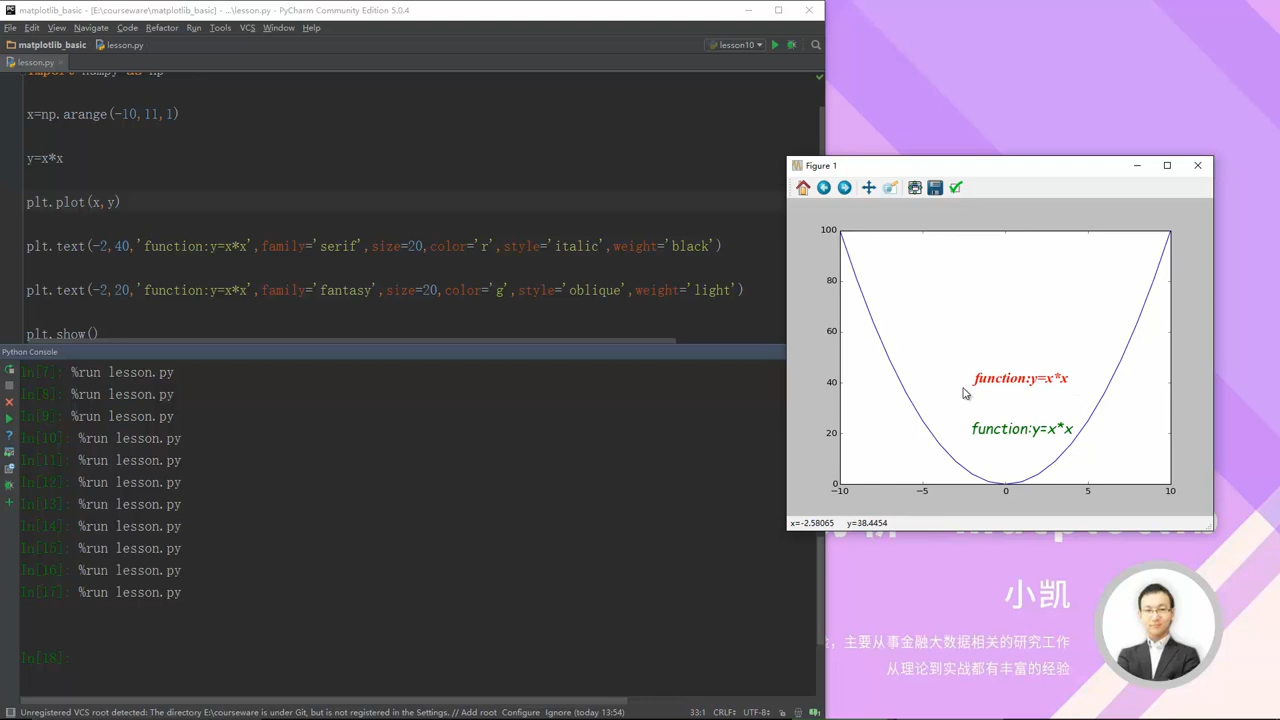 matplotlib_basic - [E:\courseware\matplotlib_basic] - ...\lesson.py - PyCharm Community Edition 5.0.4
File Edit View Navigate Code Refactor Run Tools VCS Window Help
matplotlib_basic lesson.py
lesson10
lesson.py
import numpy as np
x=np.arange(-10,11,1)
y=x*x
plt.plot(x,y)
plt.text(-2,40,'function:y=x*x',family='serif',size=20,color='r',style='italic',weight='black')
plt.text(-2,20,'function:y=x*x',family='fantasy',size=20,color='g',style='oblique',weight='light')
plt.show()
Python Console
In[7]: %run lesson.py
In[8]: %run lesson.py
In[9]: %run lesson.py
In[10]: %run lesson.py
In[11]: %run lesson.py
In[12]: %run lesson.py
In[13]: %run lesson.py
In[14]: %run lesson.py
In[15]: %run lesson.py
In[16]: %run lesson.py
In[17]: %run lesson.py
In[18]:
Unregistered VCS root detected: The directory E:\courseware is under Git, but is not registered in the Settings. // Add root Configure Ignore (today 13:54)
33:1 CRLF UTF-8
Figure 1
100
80
60
40
20
0
function:y=x*x
function:y=x*x
−10 −5 0 5 10
x=-2.58065 y=38.4454
小凯
，主要从事金融大数据相关的研究工作
从理论到实战都有丰富的经验